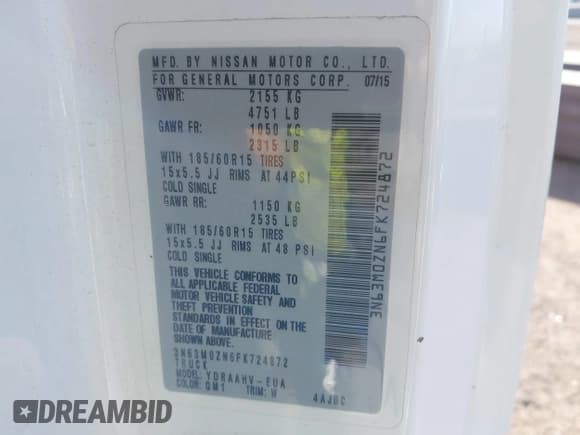 MFD. BY NISSAN MOTOR CO., LTD.
FOR GENERAL MOTORS CORP. 07/15
GVWR: 2155 KG
4751 LB
GAWR FR: 1050 KG
2315 LB
WITH 185/60R15 TIRES
15x5.5 JJ RIMS AT 44PSI
COLD SINGLE
GAWR RR: 1150 KG
2535 LB
WITH 185/60R15 TIRES
15x5.5 JJ RIMS AT 48 PSI
COLD SINGLE
THIS VEHICLE CONFORMS TO
ALL APPLICABLE FEDERAL
MOTOR VEHICLE SAFETY AND
THEFT PREVENTION
STANDARDS IN EFFECT ON
THE DATE OF MANUFACTURE
SHOWN ABOVE.
3N63M0ZN6FK724872
TRUCK
MODEL: YDRAAHV-EUA
COLOR: QM1 TRIM: W 4AJ0C
3N63M0ZN6FK724872
DREAMBID